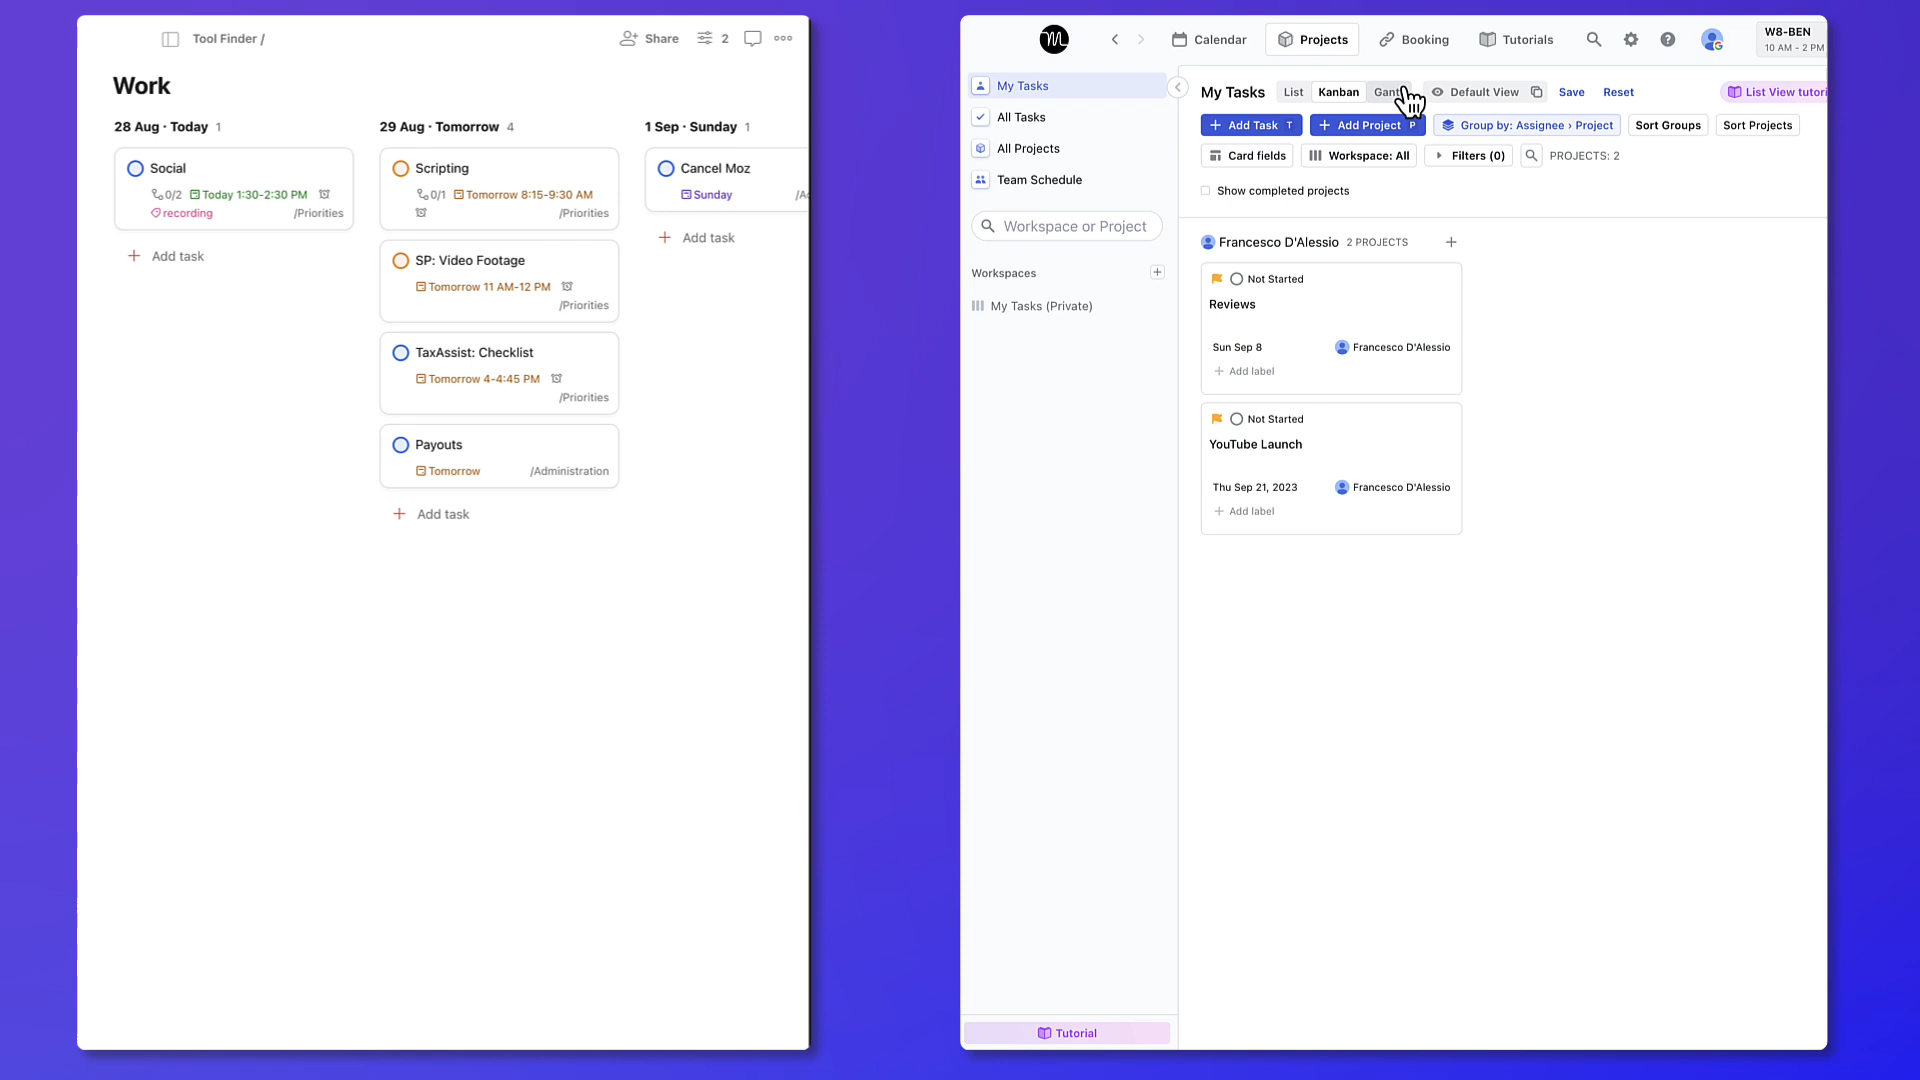 Tool Finder /
Share
2
Work
28 Aug · Today 1
Social
0/2 Today 1:30-2:30 PM
recording /Priorities
Add task
29 Aug · Tomorrow 4
Scripting
0/1 Tomorrow 8:15-9:30 AM
/Priorities
SP: Video Footage
Tomorrow 11 AM-12 PM
/Priorities
TaxAssist: Checklist
Tomorrow 4-4:45 PM
/Priorities
Payouts
Tomorrow /Administration
Add task
1 Sep · Sunday 1
Cancel Moz
Sunday
Add task
Calendar
Projects
Booking
Tutorials
W8-BEN
10 AM - 2 PM
My Tasks
All Tasks
All Projects
Team Schedule
Workspace or Project
Workspaces
My Tasks (Private)
Tutorial
My Tasks List Kanban Gant Default View Save Reset List View tutori
Add Task T Add Project P Group by: Assignee › Project Sort Groups Sort Projects
Card fields Workspace: All Filters (0) PROJECTS: 2
Show completed projects
Francesco D'Alessio 2 PROJECTS
Not Started
Reviews
Sun Sep 8 Francesco D'Alessio
Add label
Not Started
YouTube Launch
Thu Sep 21, 2023 Francesco D'Alessio
Add label